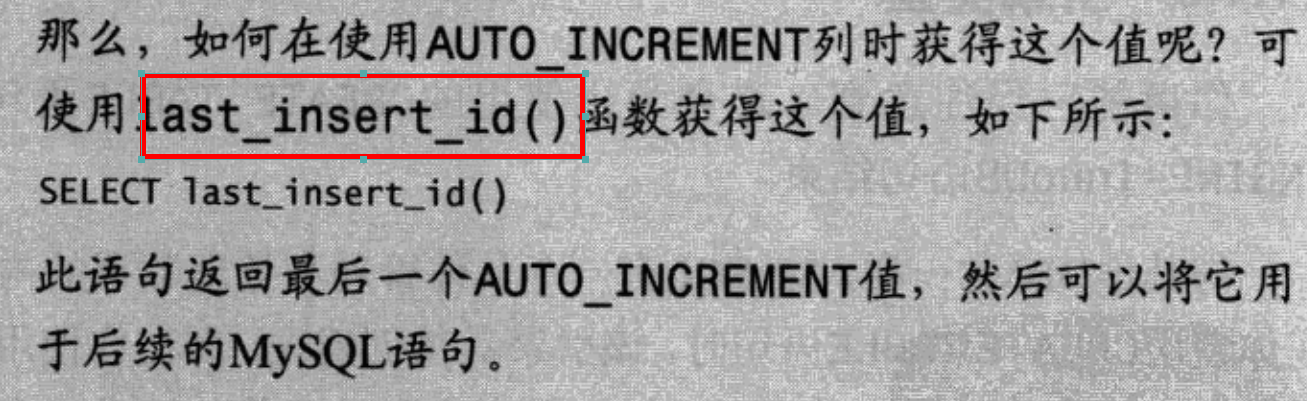 那么，如何在使用AUTO_INCREMENT列时获得这个值呢？可
使用last_insert_id()函数获得这个值，如下所示：
SELECT last_insert_id()
此语句返回最后一个AUTO_INCREMENT值，然后可以将它用
于后续的MySQL语句。